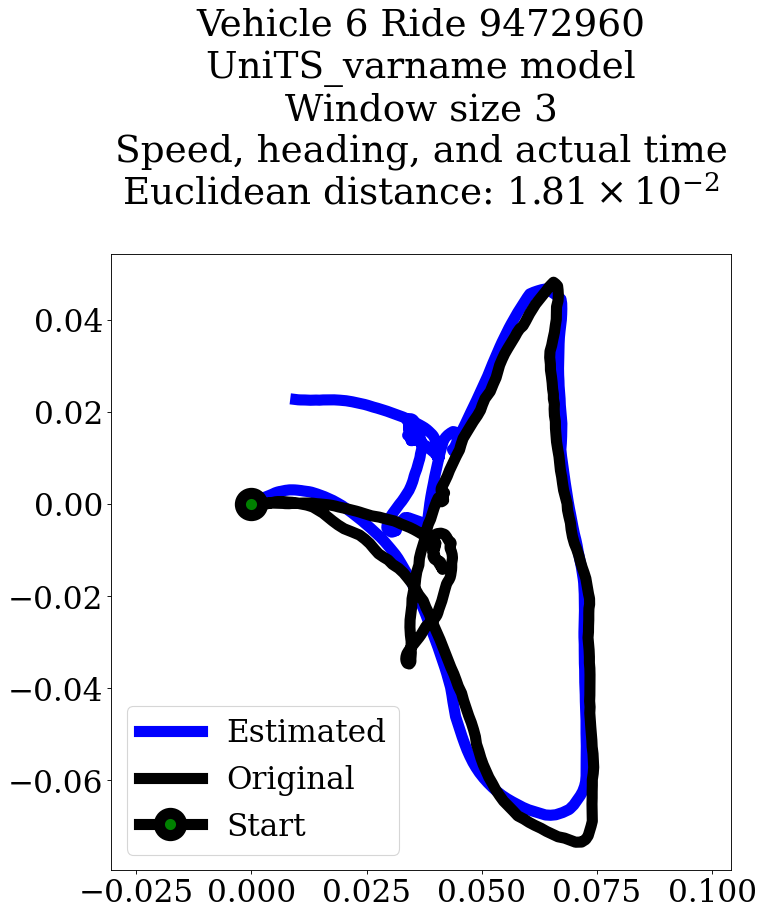 Vehicle 6 Ride 9472960
UniTS_varname model
Window size 3
Speed, heading, and actual time
Euclidean distance: 1.81 × 10⁻²
0.04
0.02
0.00
−0.02
−0.04
−0.06
Estimated
Original
Start
−0.025 0.000 0.025 0.050 0.075 0.100